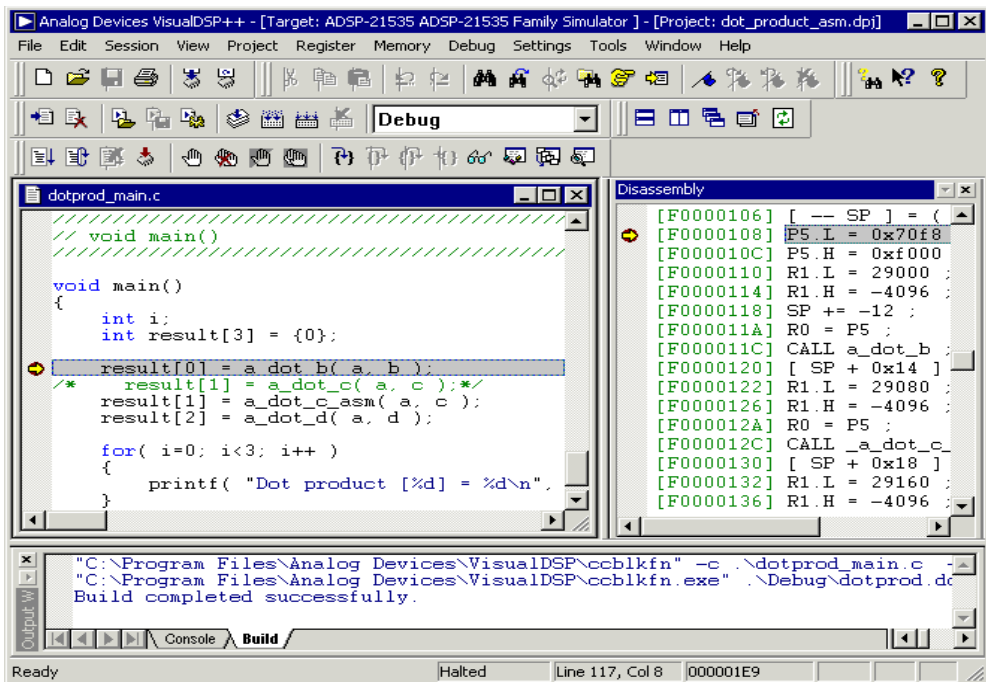 Analog Devices VisualDSP++ - [Target: ADSP-21535 ADSP-21535 Family Simulator ] - [Project: dot_product_asm.dpj]
File Edit Session View Project Register Memory Debug Settings Tools Window Help
Debug
dotprod_main.c
///////////////////////////////////////////
// void main()
///////////////////////////////////////////
void main()
{
int i;
int result[3] = {0};
result[0] = a_dot_b( a, b );
/* result[1] = a_dot_c( a, c );*/
result[1] = a_dot_c_asm( a, c );
result[2] = a_dot_d( a, d );
for( i=0; i<3; i++ )
{
printf( "Dot product [%d] = %d\n",
}
Disassembly
[F0000106] [ -- SP ] = (
[F0000108] P5.L = 0x70f8
[F000010C] P5.H = 0xf000
[F0000110] R1.L = 29000 ;
[F0000114] R1.H = -4096 ;
[F0000118] SP += -12 ;
[F000011A] R0 = P5 ;
[F000011C] CALL a_dot_b ;
[F0000120] [ SP + 0x14 ]
[F0000122] R1.L = 29080 ;
[F0000126] R1.H = -4096 ;
[F000012A] R0 = P5 ;
[F000012C] CALL _a_dot_c_
[F0000130] [ SP + 0x18 ]
[F0000132] R1.L = 29160 ;
[F0000136] R1.H = -4096 ;
"C:\Program Files\Analog Devices\VisualDSP\ccblkfn" -c .\dotprod_main.c -
"C:\Program Files\Analog Devices\VisualDSP\ccblkfn.exe" .\Debug\dotprod.do
Build completed successfully.
Output W
Console Build
Ready Halted Line 117, Col 8 000001E9